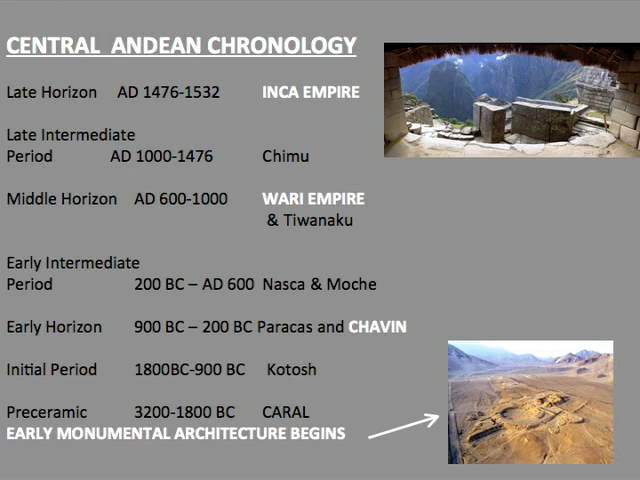 CENTRAL ANDEAN CHRONOLOGY
Late Horizon AD 1476-1532 INCA EMPIRE
Late Intermediate
Period AD 1000-1476 Chimu
Middle Horizon AD 600-1000 WARI EMPIRE
& Tiwanaku
Early Intermediate
Period 200 BC – AD 600 Nasca & Moche
Early Horizon 900 BC – 200 BC Paracas and CHAVIN
Initial Period 1800BC-900 BC Kotosh
Preceramic 3200-1800 BC CARAL
EARLY MONUMENTAL ARCHITECTURE BEGINS